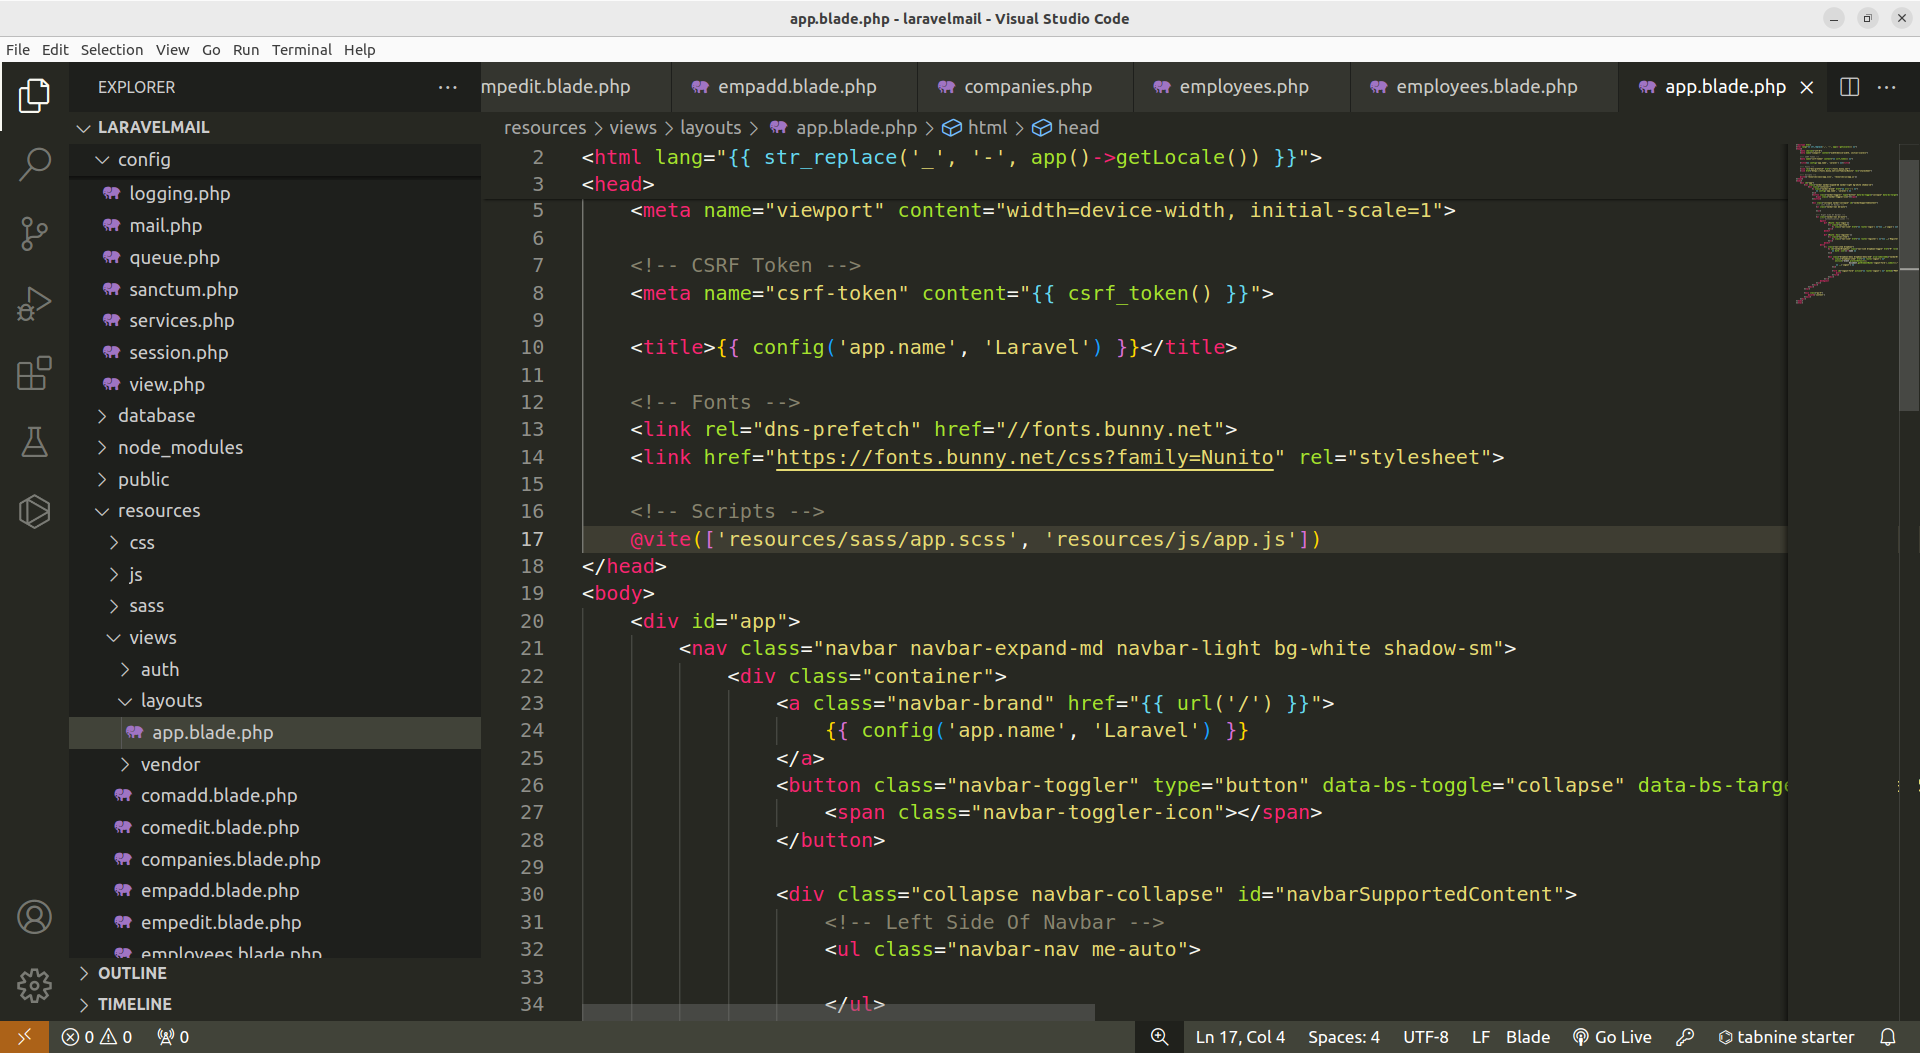 app.blade.php - laravelmail - Visual Studio Code
File Edit Selection View Go Run Terminal Help
EXPLORER
LARAVELMAIL
config
logging.php
mail.php
queue.php
sanctum.php
services.php
session.php
view.php
database
node_modules
public
resources
css
js
sass
views
auth
layouts
app.blade.php
vendor
comadd.blade.php
comedit.blade.php
companies.blade.php
empadd.blade.php
empedit.blade.php
employees.blade.php
OUTLINE
TIMELINE
mpedit.blade.php empadd.blade.php companies.php employees.php employees.blade.php app.blade.php
resources > views > layouts > app.blade.php > html > head
2 <html lang="{{ str_replace('_', '-', app()->getLocale()) }}">
3 <head>
5 <meta name="viewport" content="width=device-width, initial-scale=1">
6
7 <!-- CSRF Token -->
8 <meta name="csrf-token" content="{{ csrf_token() }}">
9
10 <title>{{ config('app.name', 'Laravel') }}</title>
11
12 <!-- Fonts -->
13 <link rel="dns-prefetch" href="//fonts.bunny.net">
14 <link href="https://fonts.bunny.net/css?family=Nunito" rel="stylesheet">
15
16 <!-- Scripts -->
17 @vite(['resources/sass/app.scss', 'resources/js/app.js'])
18 </head>
19 <body>
20 <div id="app">
21 <nav class="navbar navbar-expand-md navbar-light bg-white shadow-sm">
22 <div class="container">
23 <a class="navbar-brand" href="{{ url('/') }}">
24 {{ config('app.name', 'Laravel') }}
25 </a>
26 <button class="navbar-toggler" type="button" data-bs-toggle="collapse" data-bs-targe
27 <span class="navbar-toggler-icon"></span>
28 </button>
29
30 <div class="collapse navbar-collapse" id="navbarSupportedContent">
31 <!-- Left Side Of Navbar -->
32 <ul class="navbar-nav me-auto">
33
34 </ul>
0 0 0 Ln 17, Col 4 Spaces: 4 UTF-8 LF Blade Go Live tabnine starter